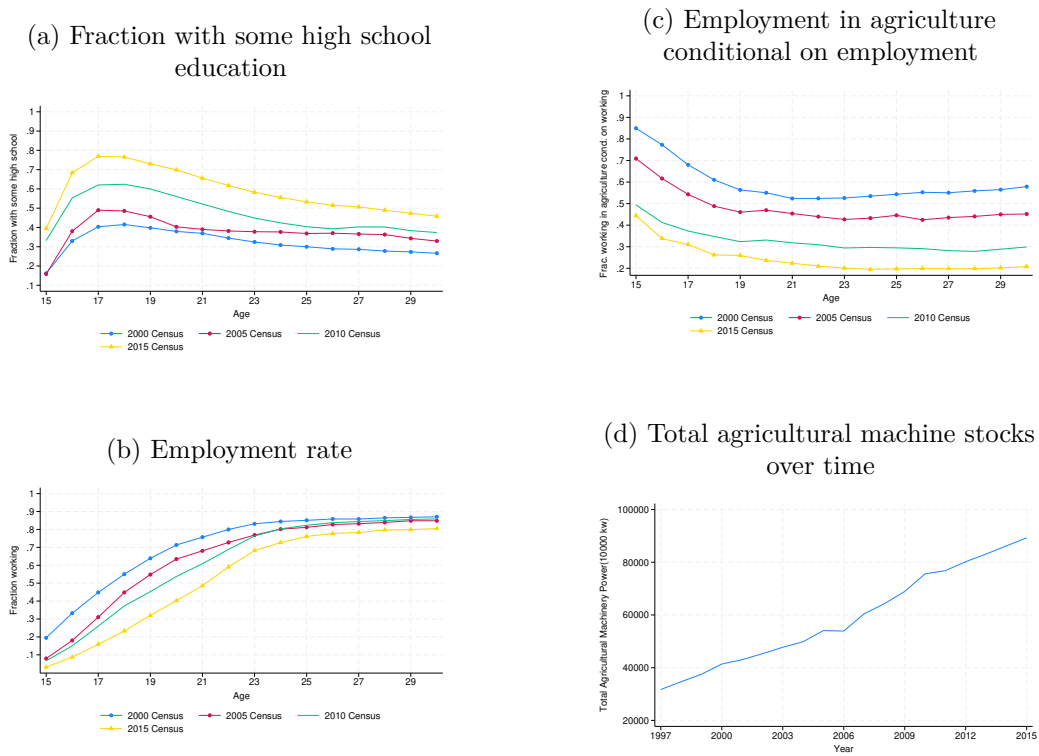 (a) Fraction with some high school
education
Fraction with some high school
1
.9
.8
.7
.6
.5
.4
.3
.2
.1
15 17 19 21 23 25 27 29
Age
2000 Census 2005 Census 2010 Census
2015 Census
(c) Employment in agriculture
conditional on employment
Frac. working in agriculture cond. on working
1
.9
.8
.7
.6
.5
.4
.3
.2
15 17 19 21 23 25 27 29
Age
2000 Census 2005 Census 2010 Census
2015 Census
(b) Employment rate
Fraction working
1
.9
.8
.7
.6
.5
.4
.3
.2
.1
15 17 19 21 23 25 27 29
Age
2000 Census 2005 Census 2010 Census
2015 Census
(d) Total agricultural machine stocks
over time
Total Agricultural Machinery Power(10000 kw)
100000
80000
60000
40000
20000
1997 2000 2003 2006 2009 2012 2015
Year